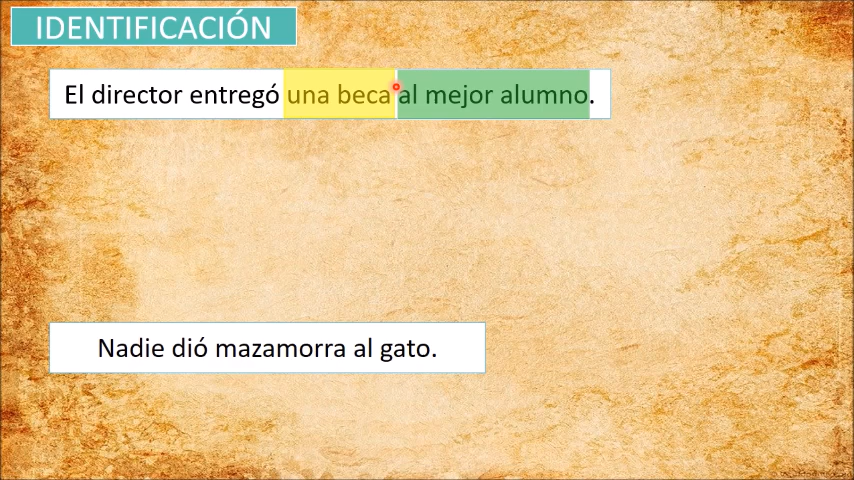 IDENTIFICACIÓN
El director entregó una beca al mejor alumno.
Nadie dió mazamorra al gato.